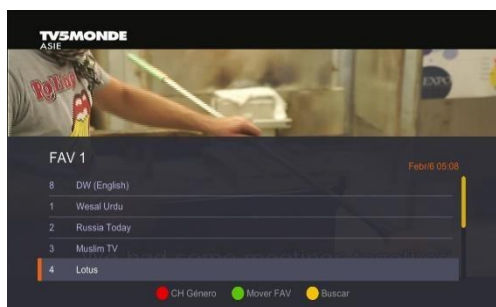 TV5MONDE
ASIE
EXPO
FAV 1
Febr/6 05:08
8 DW (English)
1 Wesal Urdu
2 Russia Today
3 Muslim TV
4 Lotus
CH Género Mover FAV Buscar